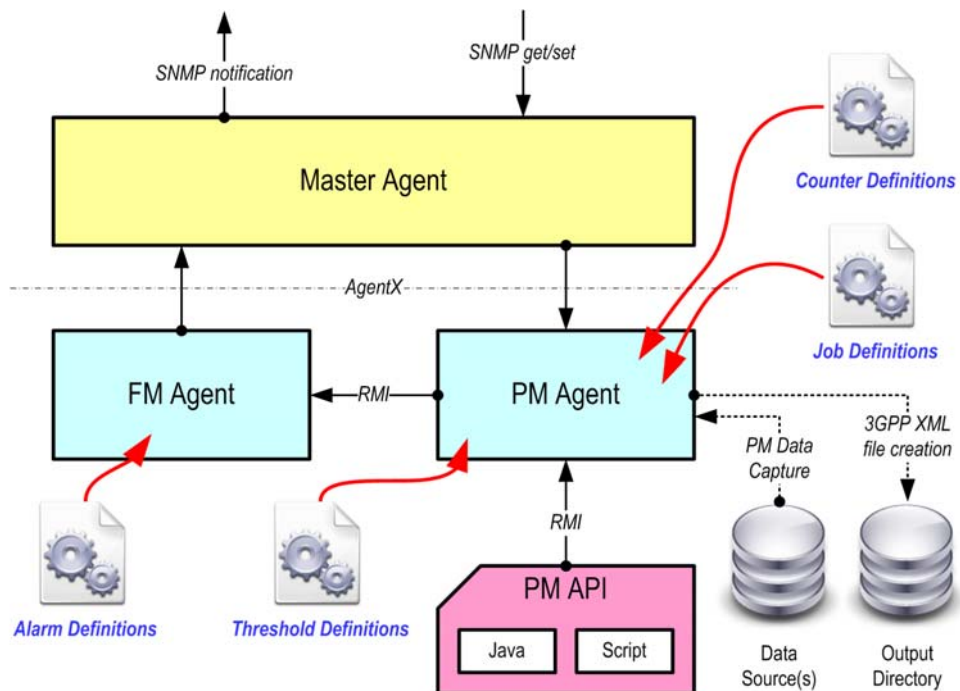 SNMP notification
SNMP get/set
Master Agent
Counter Definitions
AgentX
Job Definitions
FM Agent
RMI
PM Agent
PM Data
Capture
3GPP XML
file creation
RMI
Alarm Definitions
Threshold Definitions
PM API
Java
Script
Data
Source(s)
Output
Directory